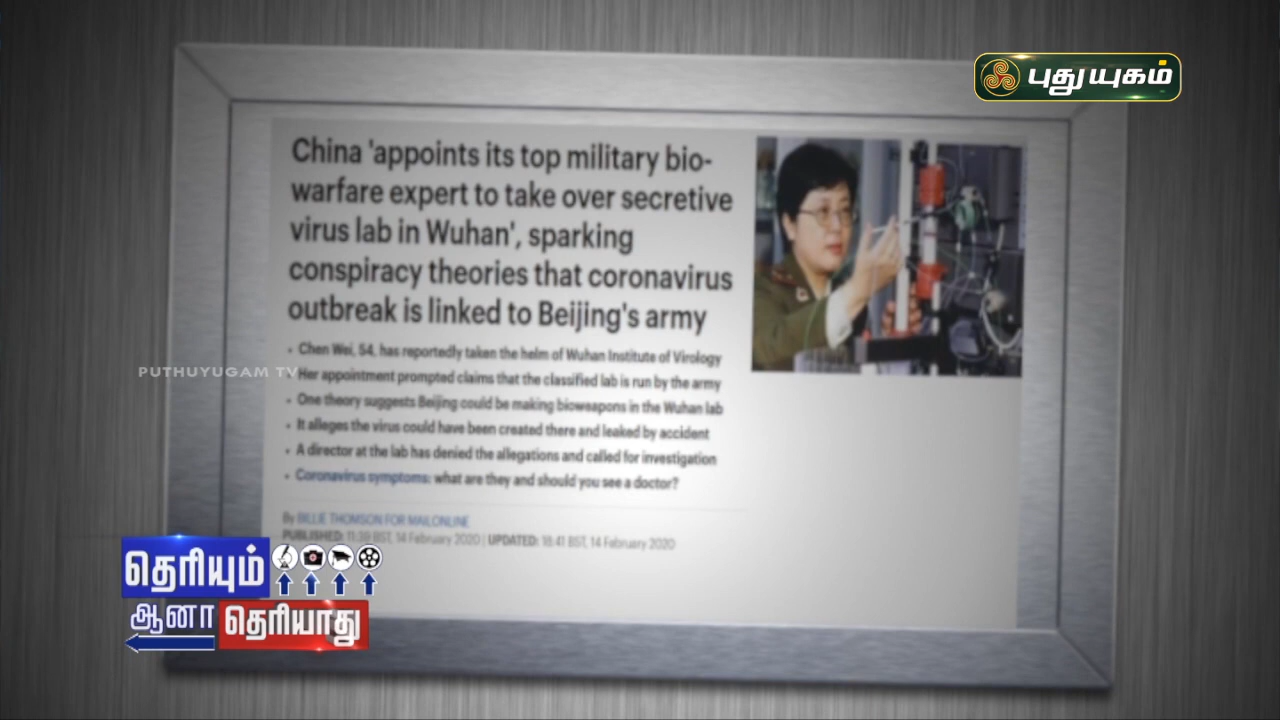 புதுயுகம்
China 'appoints its top military bio-
warfare expert to take over secretive
virus lab in Wuhan', sparking
conspiracy theories that coronavirus
outbreak is linked to Beijing's army
• Chen Wei, 54, has reportedly taken the helm of Wuhan Institute of Virology
PUTHUYUGAM TV
• Her appointment prompted claims that the classified lab is run by the army
• One theory suggests Beijing could be making bioweapons in the Wuhan lab
• It alleges the virus could have been created there and leaked by accident
• A director at the lab has denied the allegations and called for investigation
• Coronavirus symptoms: what are they and should you see a doctor?
By BILLIE THOMSON FOR MAILONLINE
PUBLISHED: 11:39 BST, 14 February 2020 | UPDATED: 18:41 BST, 14 February 2020
தெரியும்
ஆனா தெரியாது